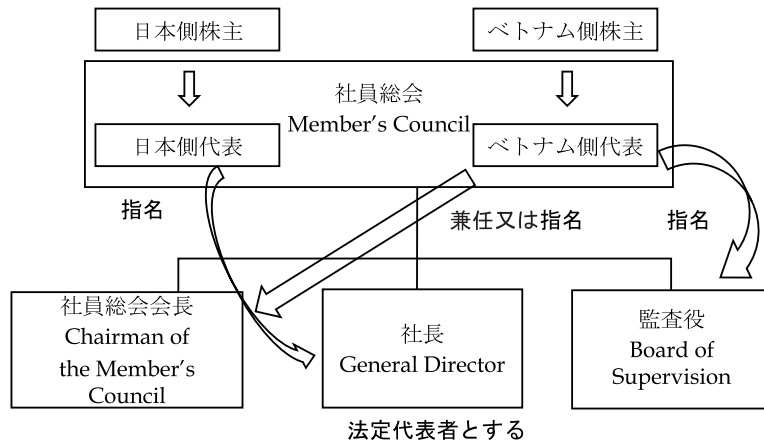 日本側株主
ベトナム側株主
社員総会
Member's Council
日本側代表
ベトナム側代表
指名
兼任又は指名
指名
社員総会会長
Chairman of
the Member's
Council
社長
General Director
監査役
Board of
Supervision
法定代表者とする